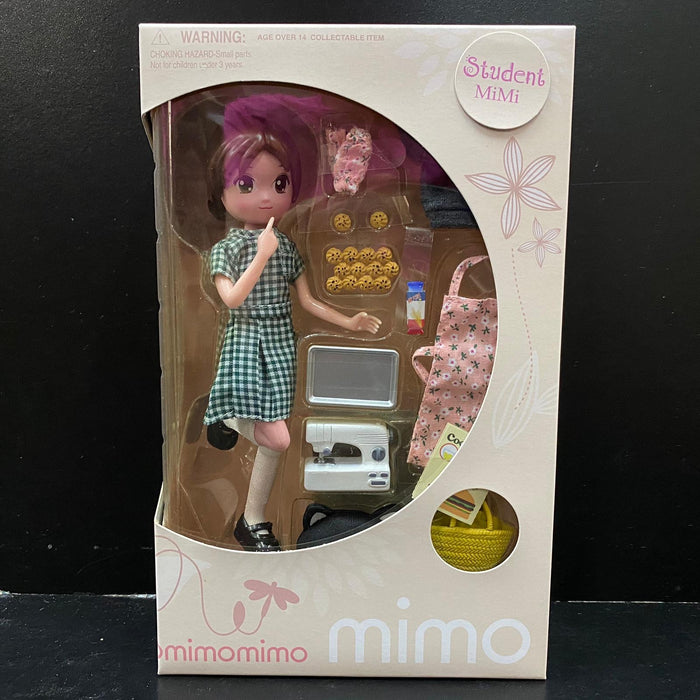 WARNING: AGE OVER 14 COLLECTABLE ITEM
CHOKING HAZARD-Small parts.
Not for children under 3 years.
Student
MiMi
omimomimo
mimo